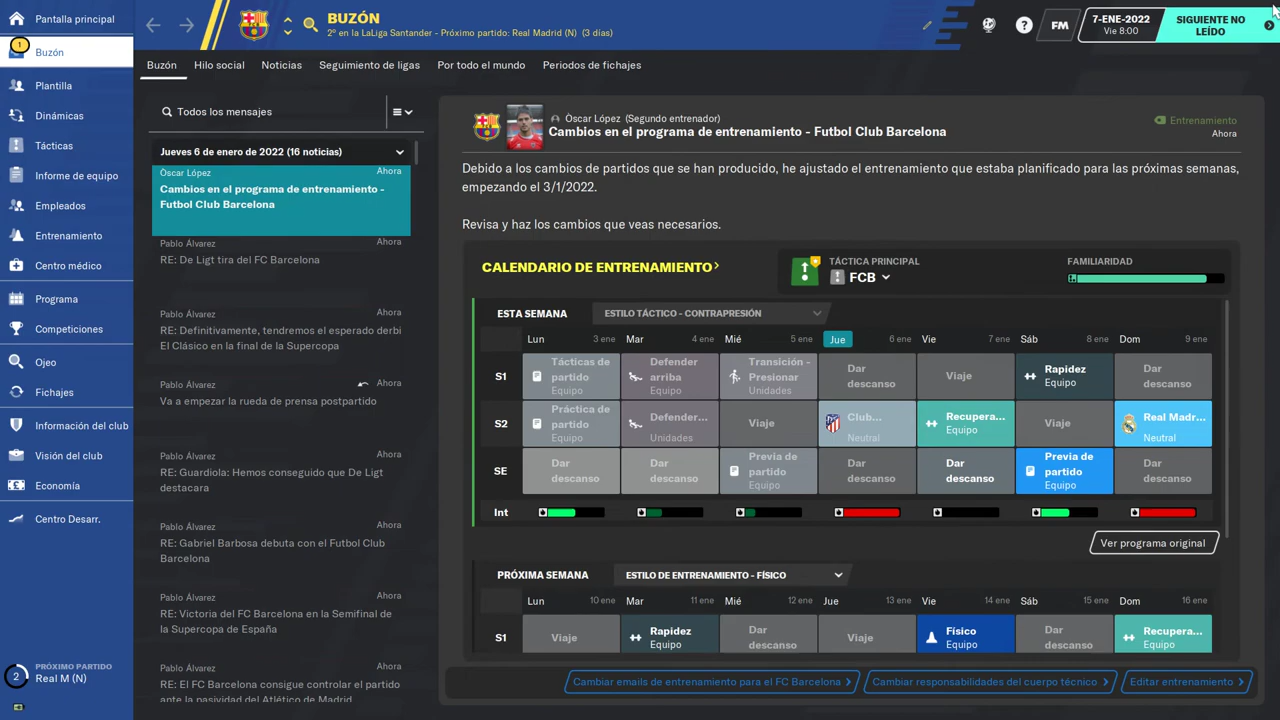 Pantalla principal
1
Buzón
Plantilla
Dinámicas
Tácticas
Informe de equipo
Empleados
Entrenamiento
Centro médico
Programa
Competiciones
Ojeo
Fichajes
Información del club
Visión del club
Economía
Centro Desarr.
2
PRÓXIMO PARTIDO
Real M (N)
BUZÓN
2º en la LaLiga Santander - Próximo partido: Real Madrid (N) (3 días)
?
FM
7-ENE-2022
Vie 8:00
SIGUIENTE NO LEÍDO
Buzón Hilo social Noticias Seguimiento de ligas Por todo el mundo Periodos de fichajes
Todos los mensajes
Jueves 6 de enero de 2022 (16 noticias)
Òscar López Ahora
Cambios en el programa de entrenamiento -
Futbol Club Barcelona
Pablo Álvarez Ahora
RE: De Ligt tira del FC Barcelona
Pablo Álvarez Ahora
RE: Definitivamente, tendremos el esperado derbi
El Clásico en la final de la Supercopa
Pablo Álvarez Ahora
Va a empezar la rueda de prensa postpartido
Pablo Álvarez Ahora
RE: Guardiola: Hemos conseguido que De Ligt
destacara
Pablo Álvarez Ahora
RE: Gabriel Barbosa debuta con el Futbol Club
Barcelona
Pablo Álvarez Ahora
RE: Victoria del FC Barcelona en la Semifinal de
la Supercopa de España
Pablo Álvarez Ahora
RE: El FC Barcelona consigue controlar el partido
ante la pasividad del Atlético de Madrid
Òscar López (Segundo entrenador)
Cambios en el programa de entrenamiento - Futbol Club Barcelona
Entrenamiento
Ahora
Debido a los cambios de partidos que se han producido, he ajustado el entrenamiento que estaba planificado para las próximas semanas,
empezando el 3/1/2022.
Revisa y haz los cambios que veas necesarios.
CALENDARIO DE ENTRENAMIENTO
TÁCTICA PRINCIPAL
FCB
FAMILIARIDAD
ESTA SEMANA ESTILO TÁCTICO - CONTRAPRESIÓN
Lun 3 ene Mar 4 ene Mié 5 ene Jue 6 ene Vie 7 ene Sáb 8 ene Dom 9 ene
S1 Tácticas de partido Equipo Defender arriba Equipo Transición - Presionar Unidades Dar descanso Viaje Rapidez Equipo Dar descanso
S2 Práctica de partido Equipo Defender... Unidades Viaje Club... Neutral Recupera... Equipo Viaje Real Madr... Neutral
SE Dar descanso Dar descanso Previa de partido Equipo Dar descanso Dar descanso Previa de partido Equipo Dar descanso
Int
Ver programa original
PRÓXIMA SEMANA ESTILO DE ENTRENAMIENTO - FÍSICO
Lun 10 ene Mar 11 ene Mié 12 ene Jue 13 ene Vie 14 ene Sáb 15 ene Dom 16 ene
S1 Viaje Rapidez Equipo Dar descanso Viaje Físico Equipo Dar descanso Recupera... Equipo
Cambiar emails de entrenamiento para el FC Barcelona Cambiar responsabilidades del cuerpo técnico Editar entrenamiento